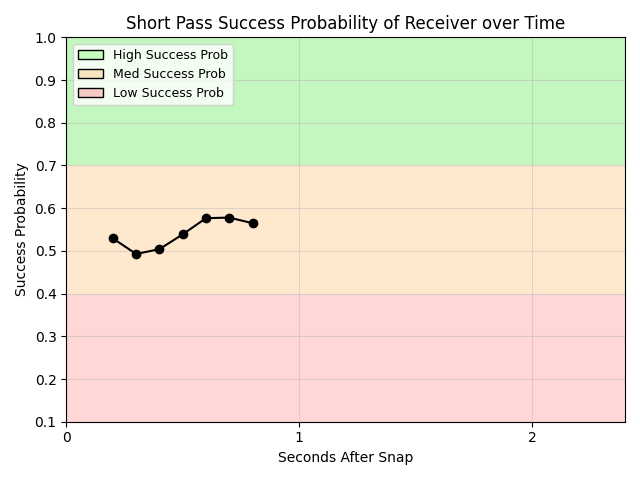 Short Pass Success Probability of Receiver over Time
High Success Prob
Med Success Prob
Low Success Prob
Success Probability
1.0
0.9
0.8
0.7
0.6
0.5
0.4
0.3
0.2
0.1
0 1 2
Seconds After Snap